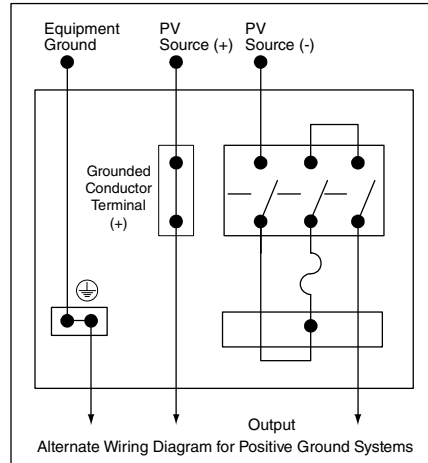 Equipment
Ground
PV
Source (+)
PV
Source (-)
Grounded
Conductor
Terminal
(+)
Output
Alternate Wiring Diagram for Positive Ground Systems